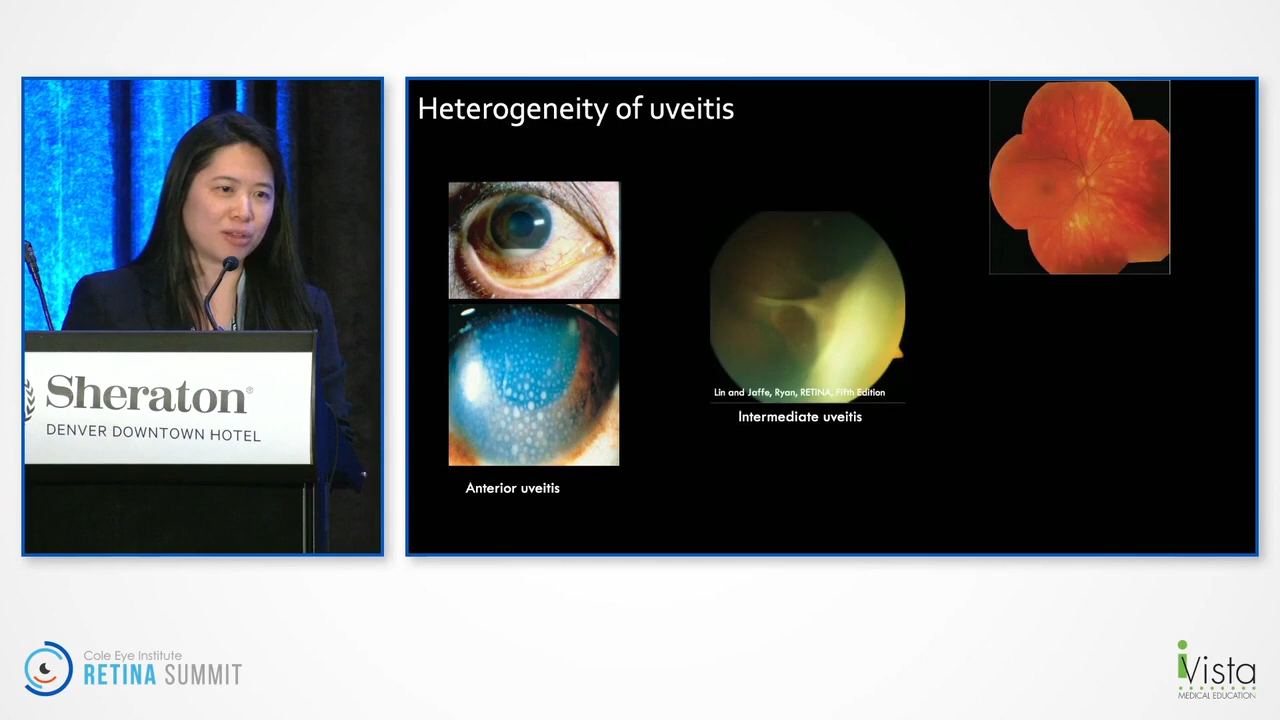 Heterogeneity of uveitis
Lin and Jaffe, Ryan, RETINA, Fifth Edition
Intermediate uveitis
Anterior uveitis
Sheraton®
DENVER DOWNTOWN HOTEL
Cole Eye Institute
RETINA SUMMIT
iVista
MEDICAL EDUCATION